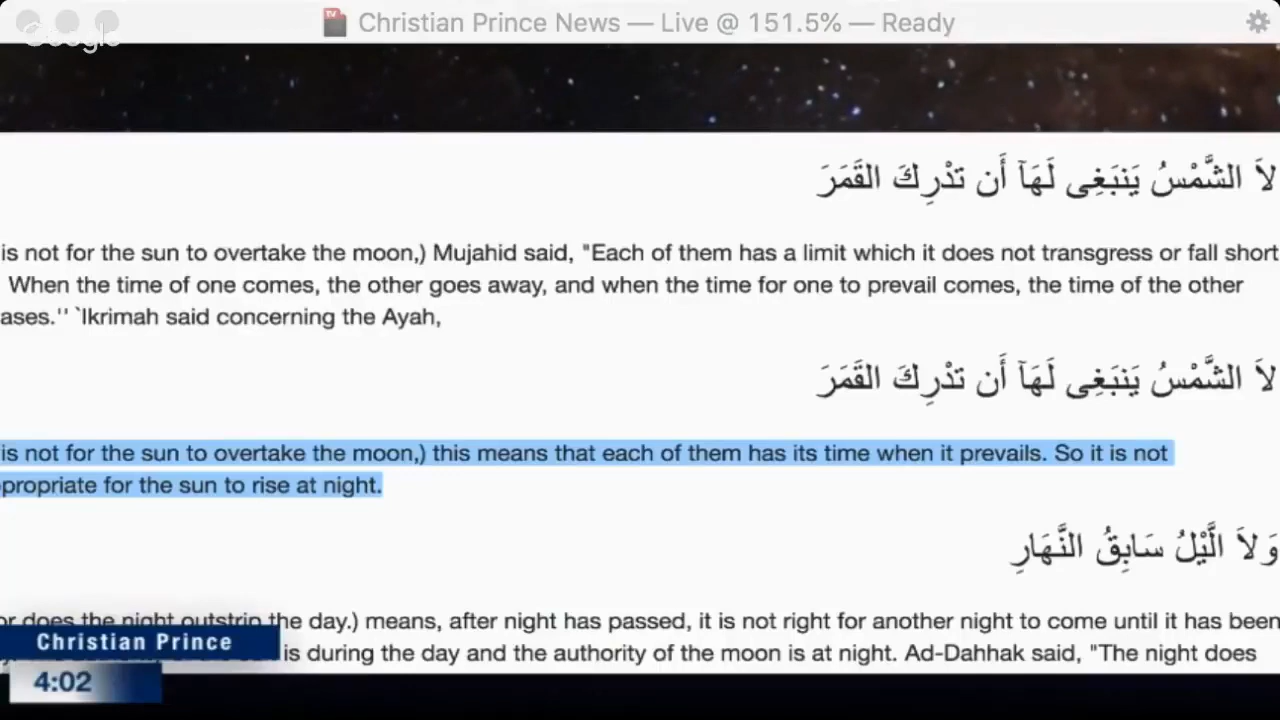 Christian Prince News — Live @ 151.5% — Ready
Google
لاَ الشَّمْسُ يَنبَغِى لَهَآ أَن تدْرِكَ القَمَرَ
is not for the sun to overtake the moon,) Mujahid said, "Each of them has a limit which it does not transgress or fall short
When the time of one comes, the other goes away, and when the time for one to prevail comes, the time of the other
ases.'' `Ikrimah said concerning the Ayah,
لاَ الشَّمْسُ يَنبَغِى لَهَآ أَن تدْرِكَ القَمَرَ
is not for the sun to overtake the moon,) this means that each of them has its time when it prevails. So it is not
propriate for the sun to rise at night.
وَلاَ الَّيْلُ سَابِقُ النَّهَارِ
or does the night outstrip the day.) means, after night has passed, it is not right for another night to come until it has been
is during the day and the authority of the moon is at night. Ad-Dahhak said, "The night does
Christian Prince
4:02